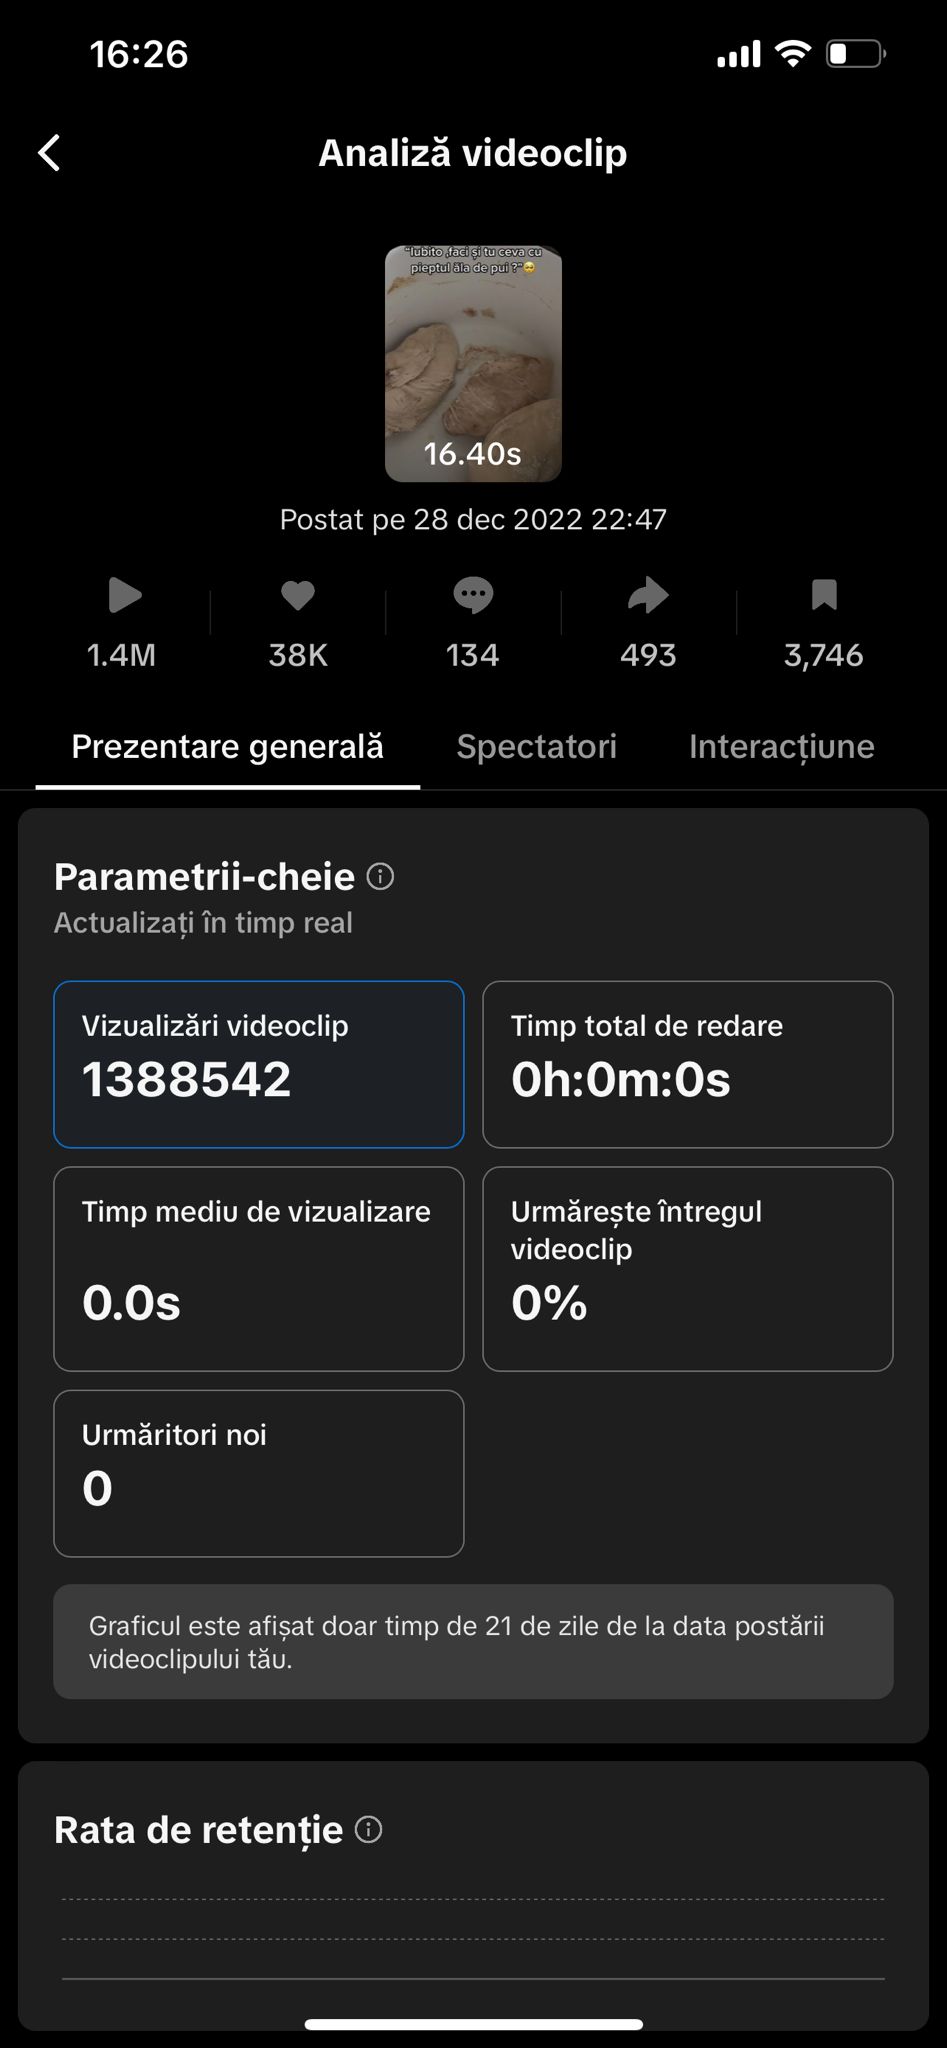 16:26
Analiză videoclip
"Iubito ,faci și tu ceva cu
pieptul ăla de pui ?"🥺
16.40s
Postat pe 28 dec 2022 22:47
1.4M
38K
134
493
3,746
Prezentare generală
Spectatori
Interacțiune
Parametrii-cheie
Actualizați în timp real
Vizualizări videoclip
1388542
Timp total de redare
0h:0m:0s
Timp mediu de vizualizare
0.0s
Urmărește întregul
videoclip
0%
Urmăritori noi
0
Graficul este afișat doar timp de 21 de zile de la data postării
videoclipului tău.
Rata de retenție